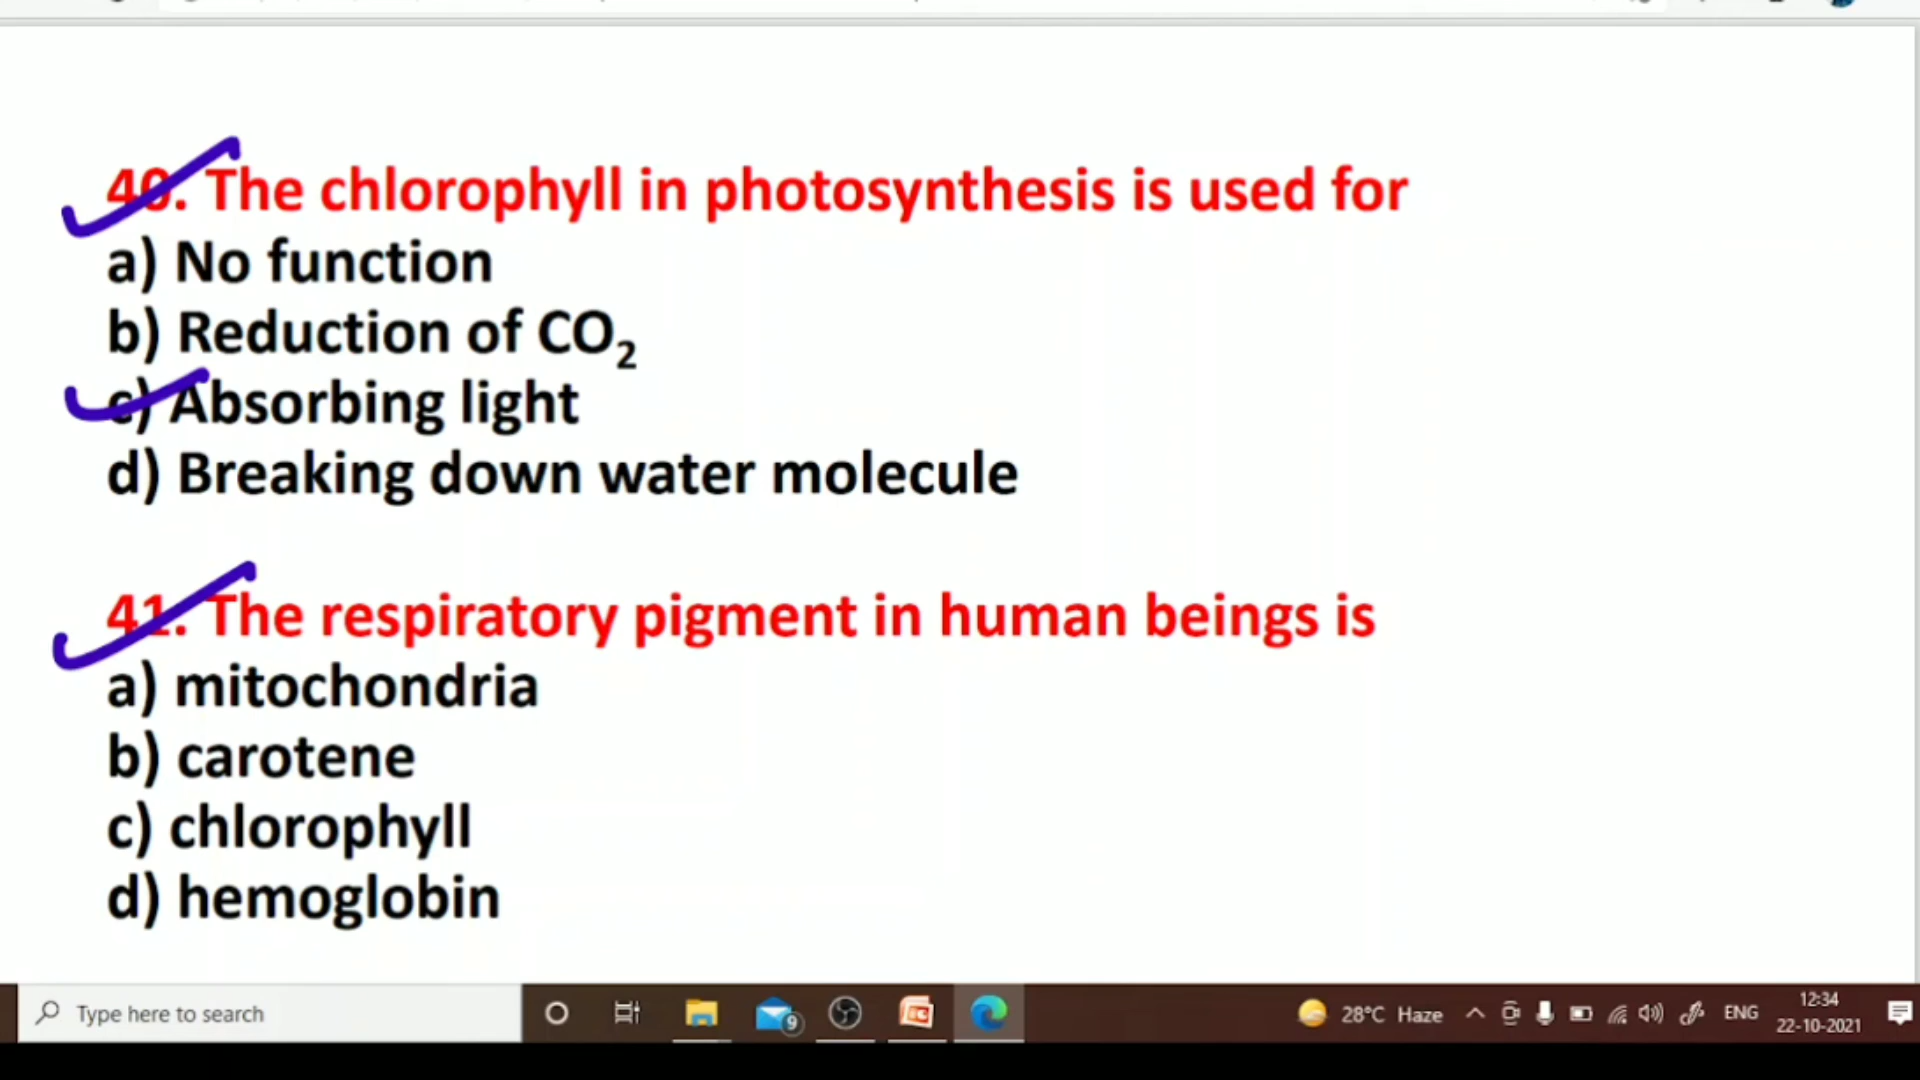 40. The chlorophyll in photosynthesis is used for
a) No function
b) Reduction of CO₂
c) Absorbing light
d) Breaking down water molecule
41. The respiratory pigment in human beings is
a) mitochondria
b) carotene
c) chlorophyll
d) hemoglobin
Type here to search
9
28°C Haze
ENG
12:34
22-10-2021